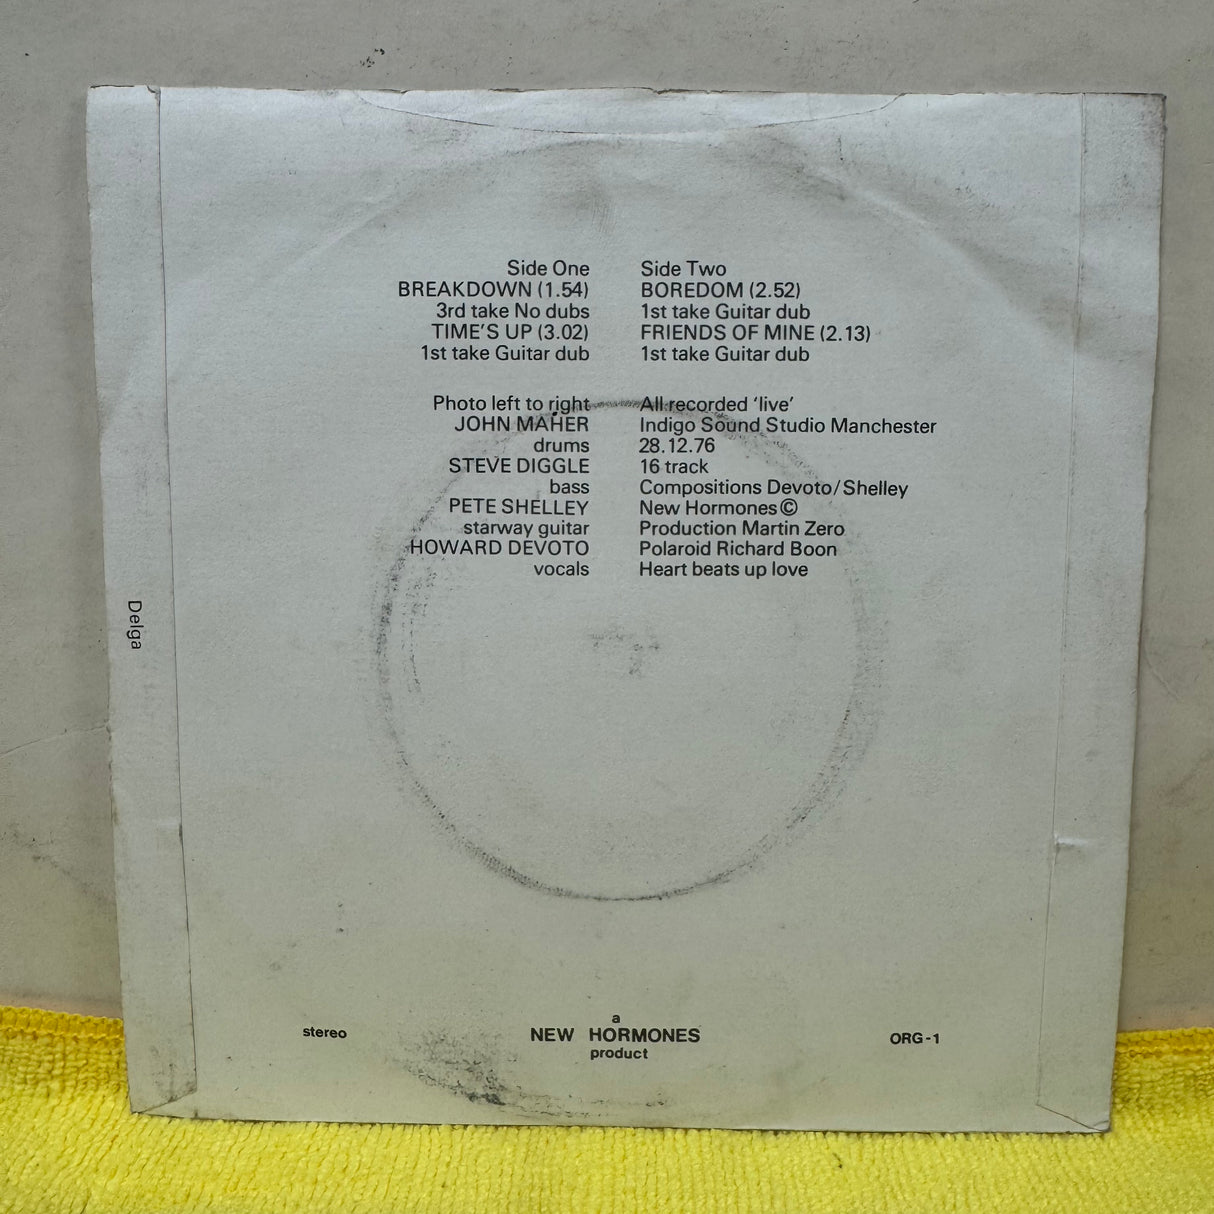 Side One
BREAKDOWN (1.54)
3rd take No dubs
TIME'S UP (3.02)
1st take Guitar dub
Side Two
BOREDOM (2.52)
1st take Guitar dub
FRIENDS OF MINE (2.13)
1st take Guitar dub
Photo left to right
JOHN MAHER
drums
STEVE DIGGLE
bass
PETE SHELLEY
starway guitar
HOWARD DEVOTO
vocals
All recorded 'live'
Indigo Sound Studio Manchester
28.12.76
16 track
Compositions Devoto/Shelley
New Hormones ©
Production Martin Zero
Polaroid Richard Boon
Heart beats up love
Delga
stereo
a
NEW HORMONES
product
ORG-1